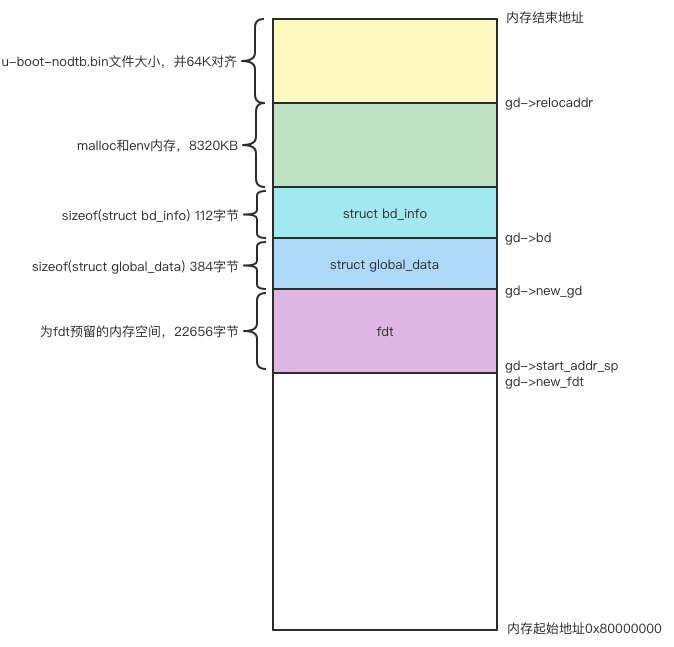 内存结束地址
u-boot-nodtb.bin文件大小，并64K对齐
gd->relocaddr
malloc和env内存，8320KB
sizeof(struct bd_info) 112字节
struct bd_info
gd->bd
sizeof(struct global_data) 384字节
struct global_data
gd->new_gd
为fdt预留的内存空间，22656字节
fdt
gd->start_addr_sp
gd->new_fdt
内存起始地址0x80000000